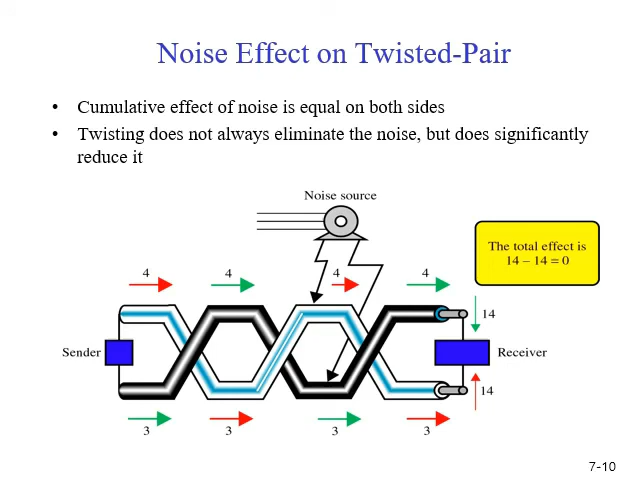 Noise Effect on Twisted-Pair
• Cumulative effect of noise is equal on both sides
• Twisting does not always eliminate the noise, but does significantly
reduce it
Noise source
The total effect is
14 – 14 = 0
4 4 4 4
14
Sender
Receiver
14
3 3 3 3
7-10